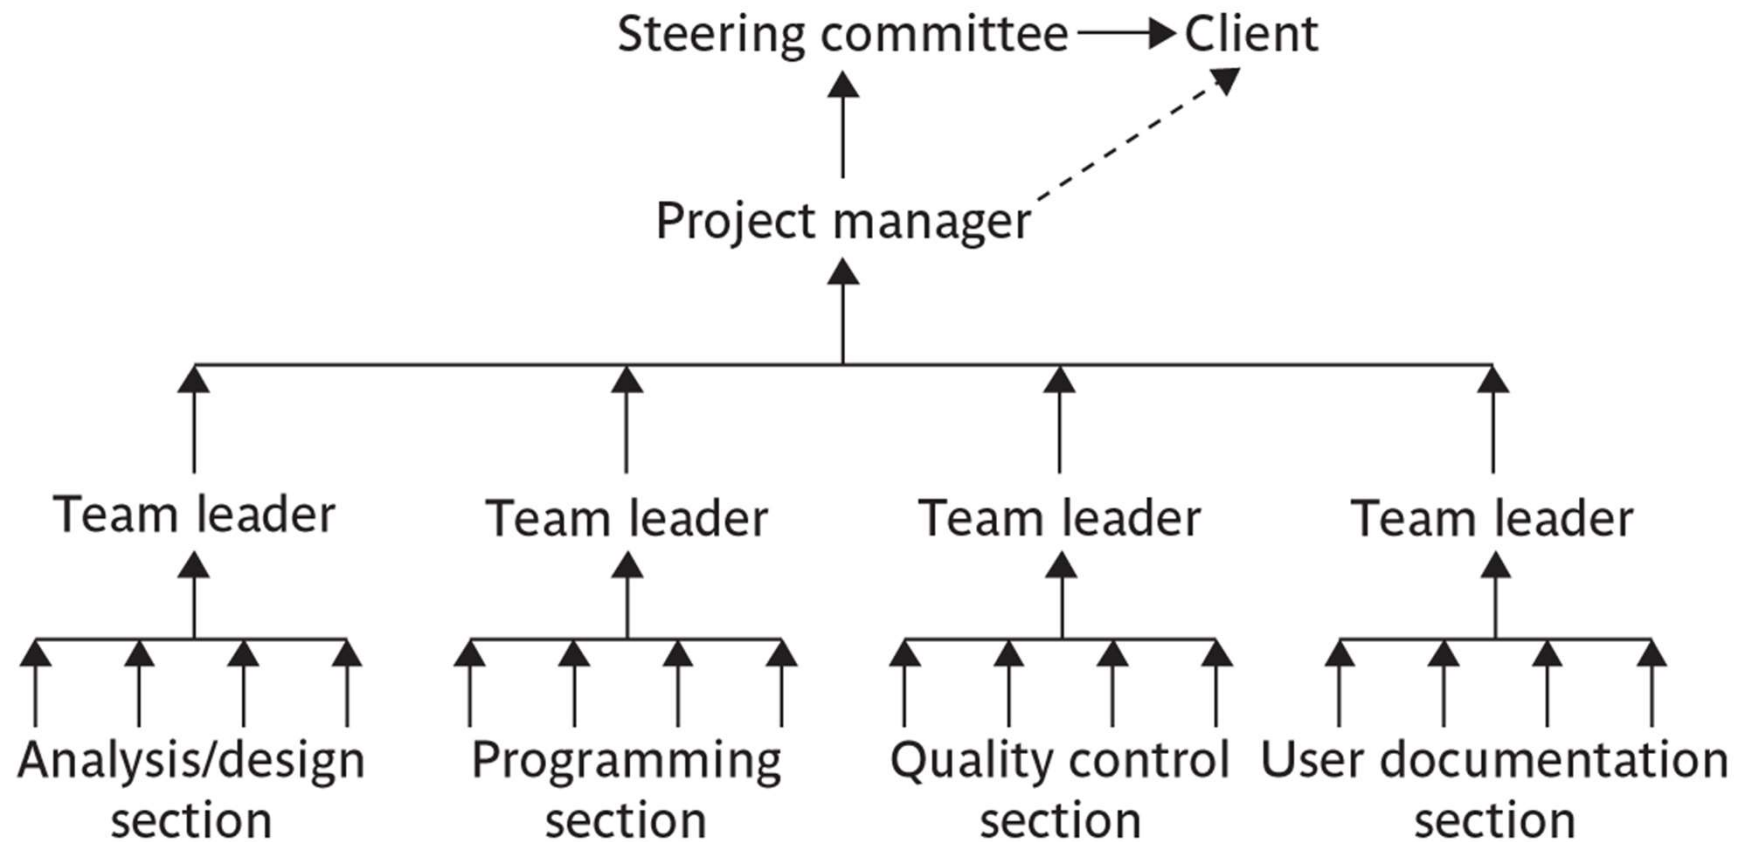 Steering committee
Client
Project manager
Team leader
Team leader
Team leader
Team leader
Analysis/design
section
Programming
section
Quality control
section
User documentation
section